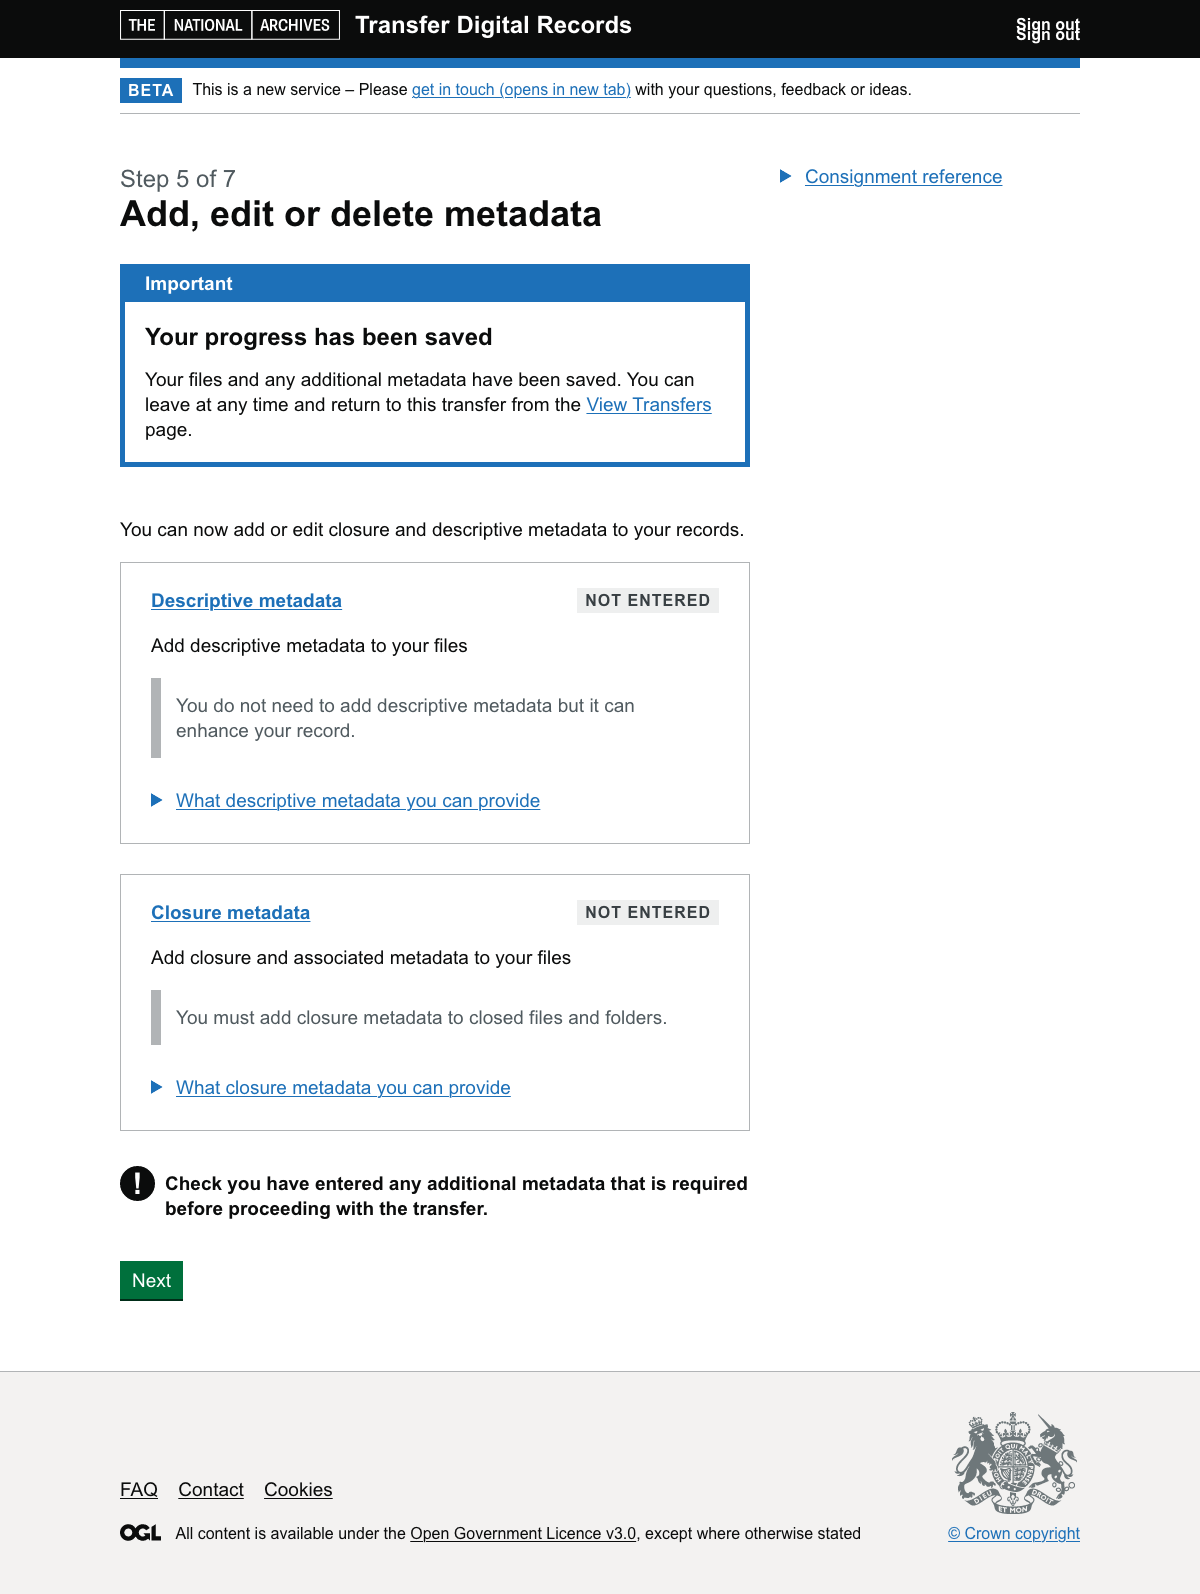 THE NATIONAL ARCHIVES Transfer Digital Records
Sign out
Sign out
BETA This is a new service – Please get in touch (opens in new tab) with your questions, feedback or ideas.
Step 5 of 7
Add, edit or delete metadata
Consignment reference
Important
Your progress has been saved
Your files and any additional metadata have been saved. You can
leave at any time and return to this transfer from the View Transfers
page.
You can now add or edit closure and descriptive metadata to your records.
Descriptive metadata NOT ENTERED
Add descriptive metadata to your files
You do not need to add descriptive metadata but it can
enhance your record.
What descriptive metadata you can provide
Closure metadata NOT ENTERED
Add closure and associated metadata to your files
You must add closure metadata to closed files and folders.
What closure metadata you can provide
! Check you have entered any additional metadata that is required
before proceeding with the transfer.
Next
FAQ Contact Cookies
DIEU ET MON DROIT
OGL All content is available under the Open Government Licence v3.0, except where otherwise stated
© Crown copyright